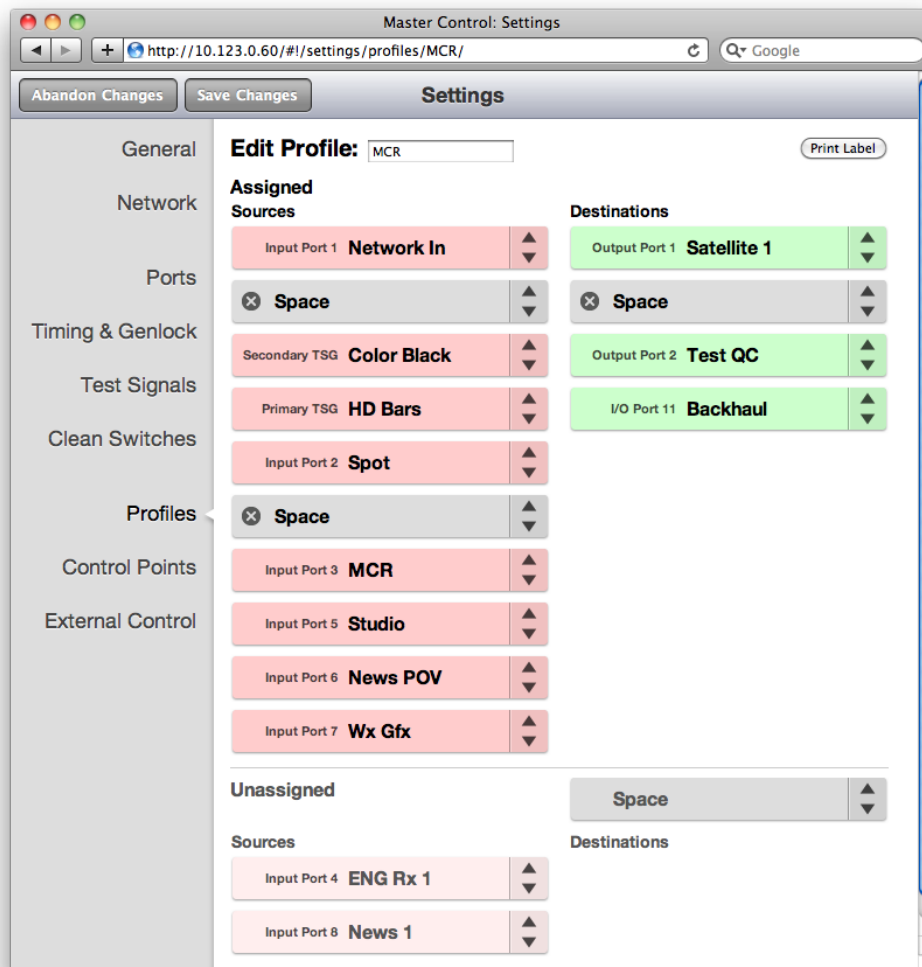 Master Control: Settings
http://10.123.0.60/#!/settings/profiles/MCR/
Google
Abandon Changes
Save Changes
Settings
General
Network
Ports
Timing & Genlock
Test Signals
Clean Switches
Profiles
Control Points
External Control
Edit Profile: MCR
Print Label
Assigned
Sources
Input Port 1 Network In
Space
Secondary TSG Color Black
Primary TSG HD Bars
Input Port 2 Spot
Space
Input Port 3 MCR
Input Port 5 Studio
Input Port 6 News POV
Input Port 7 Wx Gfx
Destinations
Output Port 1 Satellite 1
Space
Output Port 2 Test QC
I/O Port 11 Backhaul
Unassigned
Space
Sources
Input Port 4 ENG Rx 1
Input Port 8 News 1
Destinations